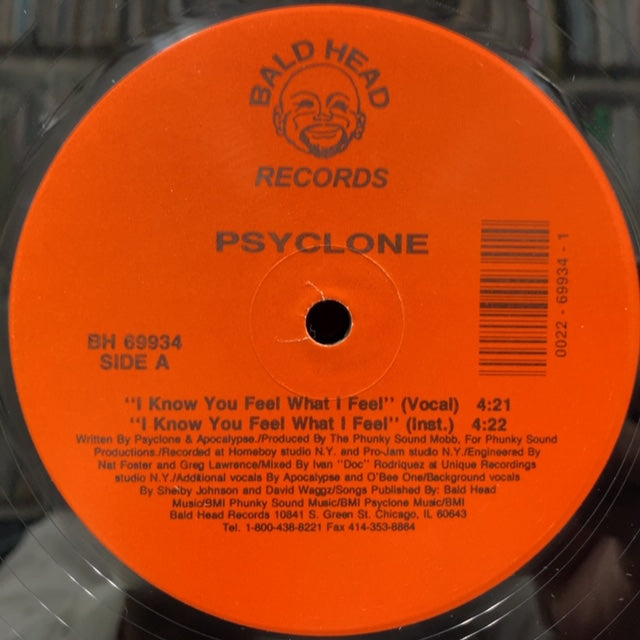 BALD HEAD
RECORDS
PSYCLONE
0022 - 69934 - 1
BH 69934
SIDE A
"I Know You Feel What I Feel" (Vocal) 4:21
"I Know You Feel What I Feel" (Inst.) 4:22
Written By Psyclone & Apocalypse./Produced By The Phunky Sound Mobb, For Phunky Sound
Productions./Recorded at Homeboy studio N.Y. and Pro-Jam studio N.Y./Engineered By
Nat Foster and Greg Lawrence/Mixed By Ivan "Doc" Rodriquez at Unique Recordings
studio N.Y./Additional vocals By Apocalypse and O'Bee One/Background vocals
By Shelby Johnson and David Waggz/Songs Published By: Bald Head
Music/BMI Phunky Sound Music/BMI Psyclone Music/BMI
Bald Head Records 10841 S. Green St. Chicago, IL 60643
Tel. 1-800-438-8221 Fax 414-353-8864